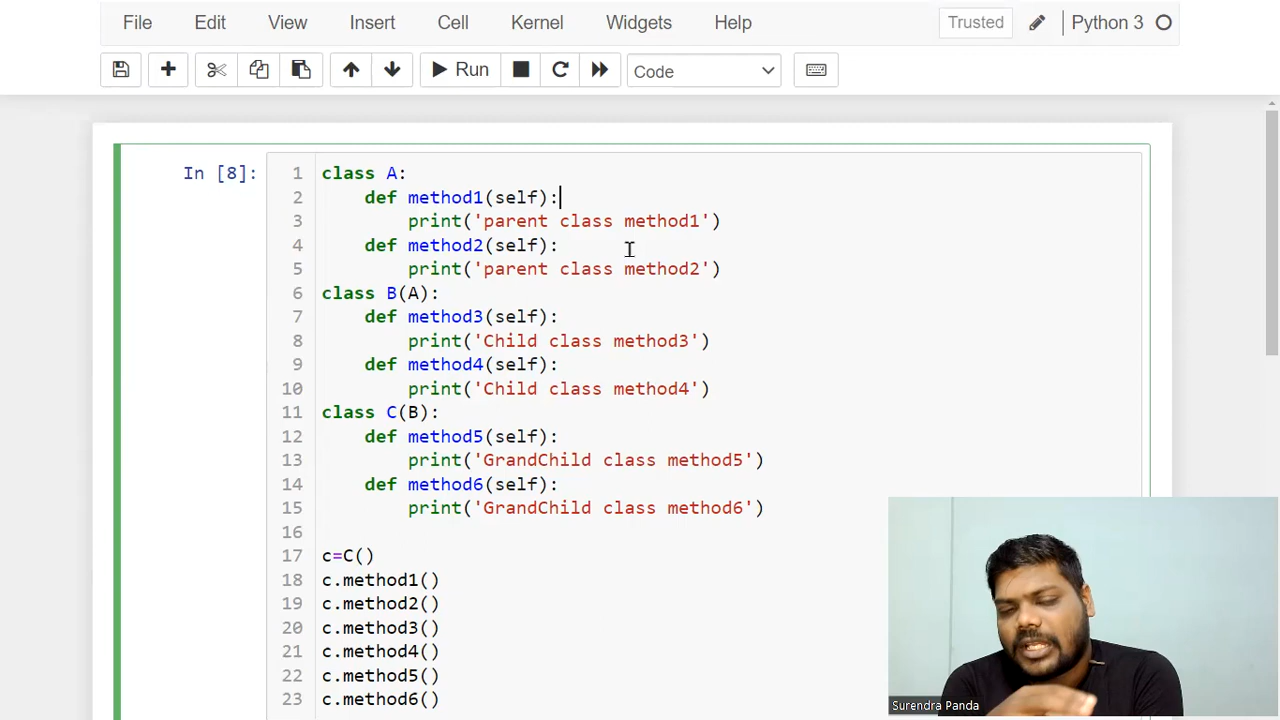 File Edit View Insert Cell Kernel Widgets Help Trusted Python 3
Run Code
In [8]:
1 class A:
2     def method1(self):
3         print('parent class method1')
4     def method2(self):
5         print('parent class method2')
6 class B(A):
7     def method3(self):
8         print('Child class method3')
9     def method4(self):
10         print('Child class method4')
11 class C(B):
12     def method5(self):
13         print('GrandChild class method5')
14     def method6(self):
15         print('GrandChild class method6')
16
17 c=C()
18 c.method1()
19 c.method2()
20 c.method3()
21 c.method4()
22 c.method5()
23 c.method6()
Surendra Panda